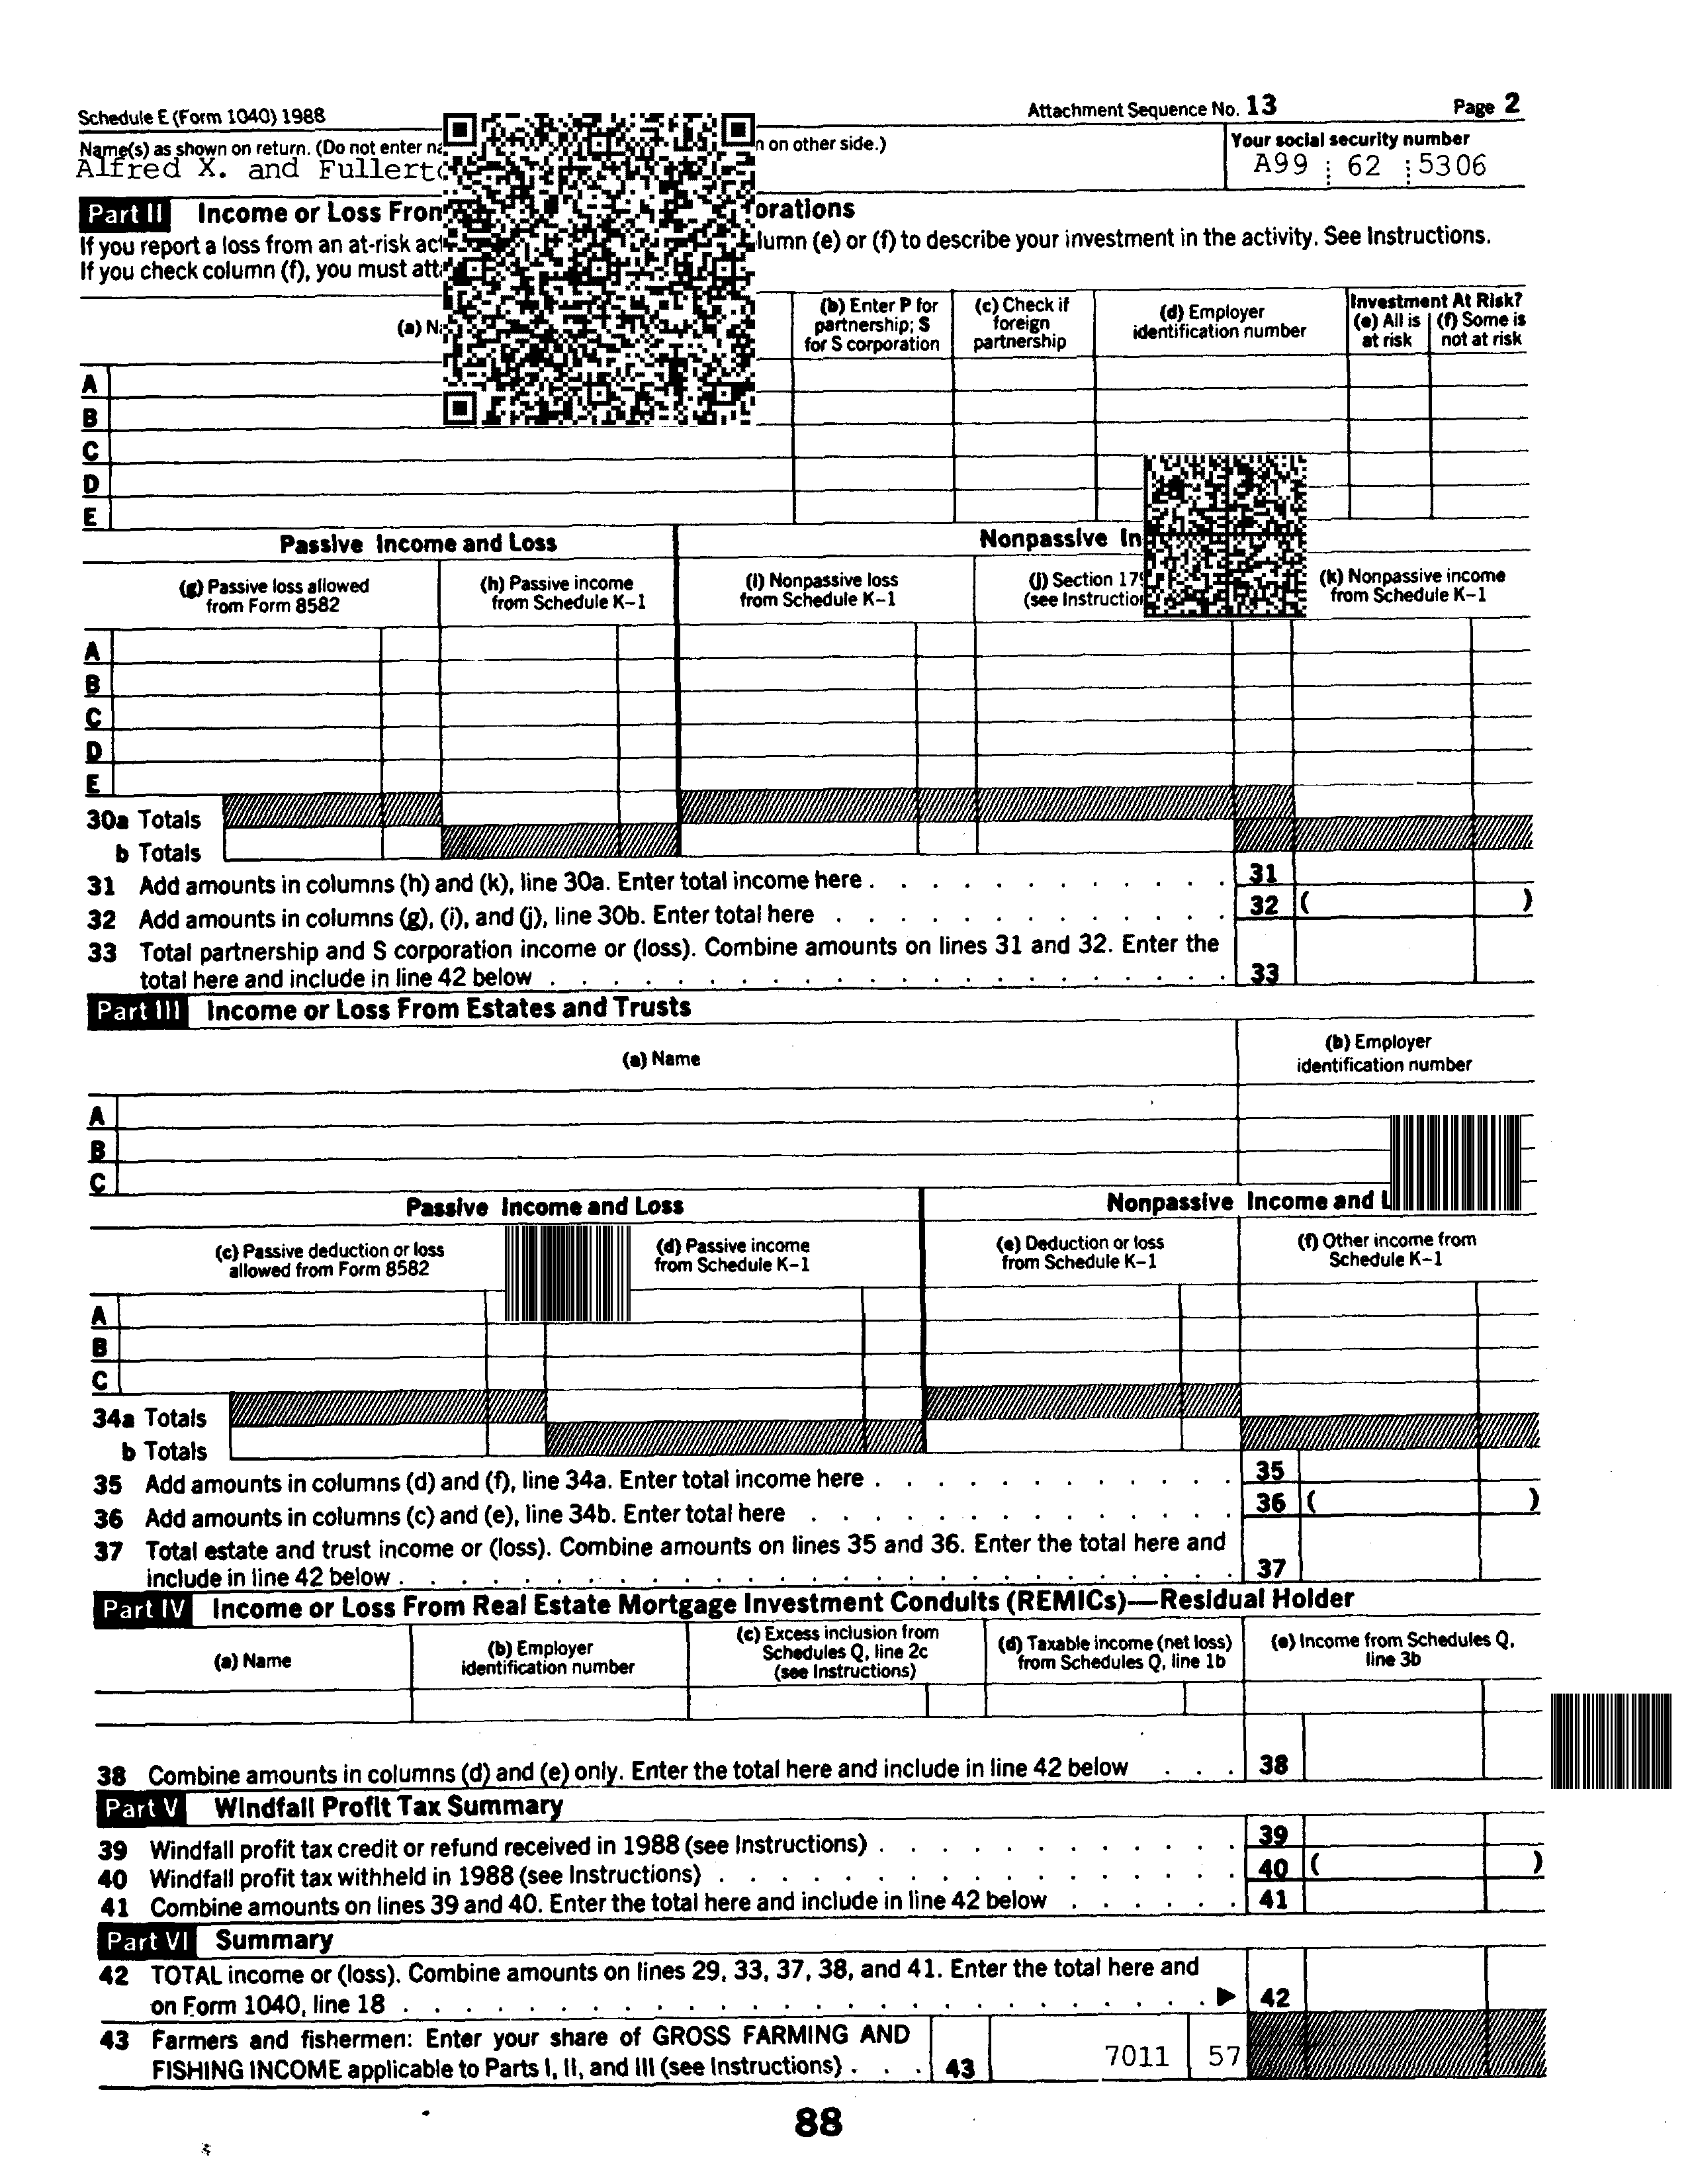 Schedule E (Form 1040) 1988
Attachment Sequence No. 13
Page 2
Name(s) as shown on return. (Do not enter
on other side.)
Your social security number
Alfred X. and
A99 62 5306
Part II Income or Loss
If you report a loss from an at-risk
(e) or (f) to describe your investment in the activity. See Instructions.
If you check column (f), you must
(b) Enter P for partnership; S for S corporation
(c) Check if foreign partnership
(d) Employer identification number
Investment At Risk?
(e) All is at risk
(f) Some is not at risk
(a)
A
B
C
D
E
Passive Income and Loss
Nonpassive
(g) Passive loss allowed from Form 8582
(h) Passive income from Schedule K–1
(i) Nonpassive loss from Schedule K–1
(j) Section
(see
(k) Nonpassive income from Schedule K–1
A
B
C
D
E
30a Totals
b Totals
31 Add amounts in columns (h) and (k), line 30a. Enter total income here . . . . . . . . . . . . 31
32 Add amounts in columns (g), (i), and (j), line 30b. Enter total here . . . . . . . . . . . . . 32 ( )
33 Total partnership and S corporation income or (loss). Combine amounts on lines 31 and 32. Enter the
total here and include in line 42 below . . . . . . . . . . . . . . . . . . . . . . 33
Part III Income or Loss From Estates and Trusts
(a) Name
(b) Employer identification number
A
B
C
Passive Income and Loss
Nonpassive Income and
(c) Passive deduction or loss allowed from Form 8582
(d) Passive income from Schedule K–1
(e) Deduction or loss from Schedule K–1
(f) Other income from Schedule K–1
A
B
C
34a Totals
b Totals
35 Add amounts in columns (d) and (f), line 34a. Enter total income here . . . . . . . . . . . . 35
36 Add amounts in columns (c) and (e), line 34b. Enter total here . . . . . . . . . . . . . . 36 ( )
37 Total estate and trust income or (loss). Combine amounts on lines 35 and 36. Enter the total here and
include in line 42 below . . . . . . . . . . . . . . . . . . . . . . . . . . 37
Part IV Income or Loss From Real Estate Mortgage Investment Conduits (REMICs)—Residual Holder
(a) Name
(b) Employer identification number
(c) Excess inclusion from Schedules Q, line 2c (see Instructions)
(d) Taxable income (net loss) from Schedules Q, line 1b
(e) Income from Schedules Q, line 3b
38 Combine amounts in columns (d) and (e) only. Enter the total here and include in line 42 below . . . 38
Part V Windfall Profit Tax Summary
39 Windfall profit tax credit or refund received in 1988 (see Instructions) . . . . . . . . . . . . 39
40 Windfall profit tax withheld in 1988 (see Instructions) . . . . . . . . . . . . . . . . . 40 ( )
41 Combine amounts on lines 39 and 40. Enter the total here and include in line 42 below . . . . . . 41
Part VI Summary
42 TOTAL income or (loss). Combine amounts on lines 29, 33, 37, 38, and 41. Enter the total here and
on Form 1040, line 18 . . . . . . . . . . . . . . . . . . . . . . . . . . ▶ 42
43 Farmers and fishermen: Enter your share of GROSS FARMING AND
FISHING INCOME applicable to Parts I, II, and III (see Instructions) . . . 43 7011 57
88